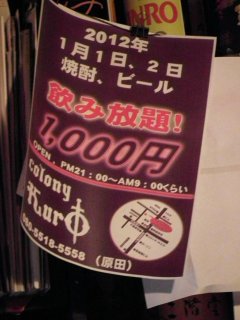 2012年
1月1日、2日
焼酎、ビール
飲み放題!
1,000円
OPEN PM21:00〜AM9:00くらい
colony
Kuro
5518-5558
(原田)